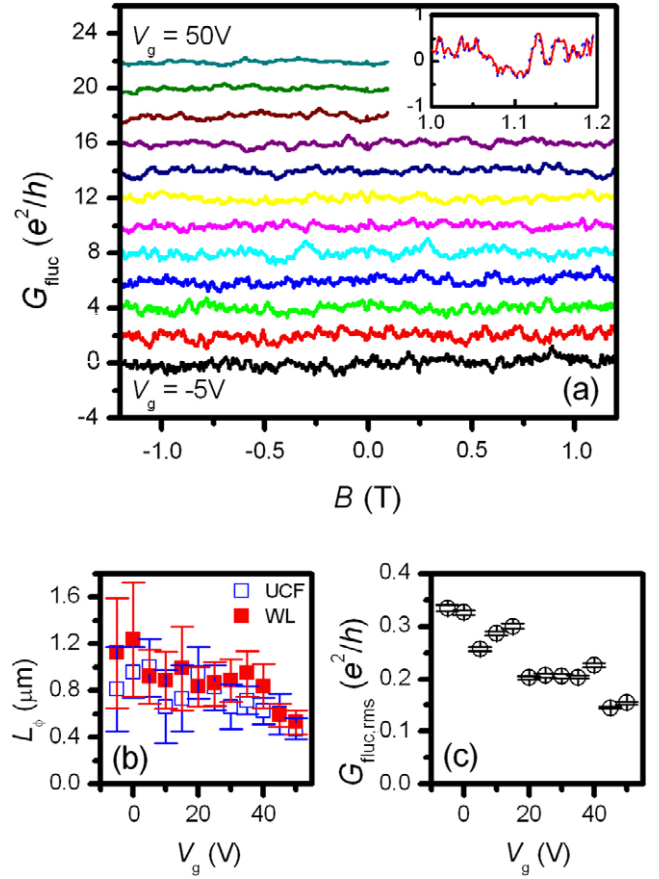 24
V_g = 50V
20
16
12
8
4
0
-4
G_fluc (e²/h)
V_g = -5V
(a)
-1.0 -0.5 0.0 0.5 1.0
B (T)
1
0
-1
1.0 1.1 1.2
1.6
1.2
0.8
0.4
0.0
L_ϕ (μm)
UCF
WL
(b)
0 20 40
V_g (V)
0.4
0.3
0.2
0.1
0.0
G_fluc,rms (e²/h)
(c)
0 20 40
V_g (V)